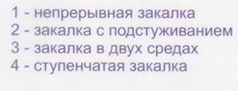 1 - непрерывная закалка
2 - закалка с подстуживанием
3 - закалка в двух средах
4 - ступенчатая закалка